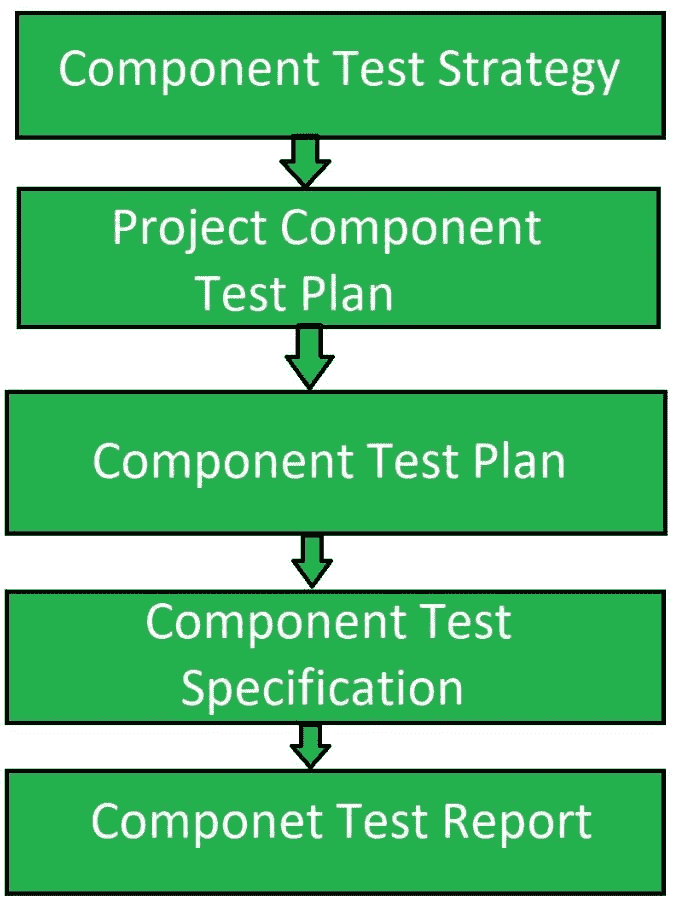 Component Test Strategy
Project Component
Test Plan
Component Test Plan
Component Test
Specification
Componet Test Report